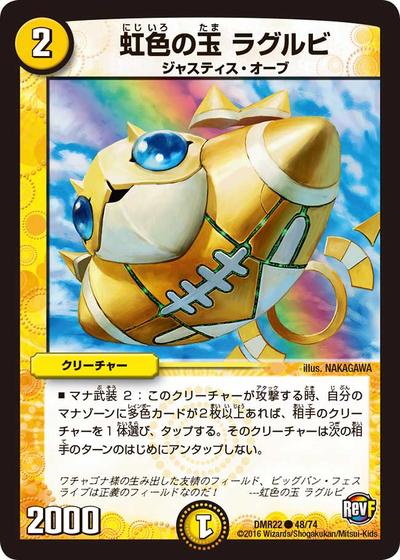 2
にじいろ たま
虹色の玉 ラグルビ
ジャスティス・オーブ
illus. NAKAGAWA
クリーチャー
■ マナ武装 2:このクリーチャーが攻撃する時、自分の
マナゾーンに多色カードが2枚以上あれば、相手のクリー
チャーを1体選び、タップする。そのクリーチャーは次の相
手のターンのはじめにアンタップしない。
ワチャゴナ様の生み出した友情のフィールド、ビッグバン・フェス
ライブは正義のフィールドなのだ! ---虹色の玉 ラグルビ
2000
1
DMR22 ● 48/74
©2016 Wizards/Shogakukan/Mitsui-Kids
RevF